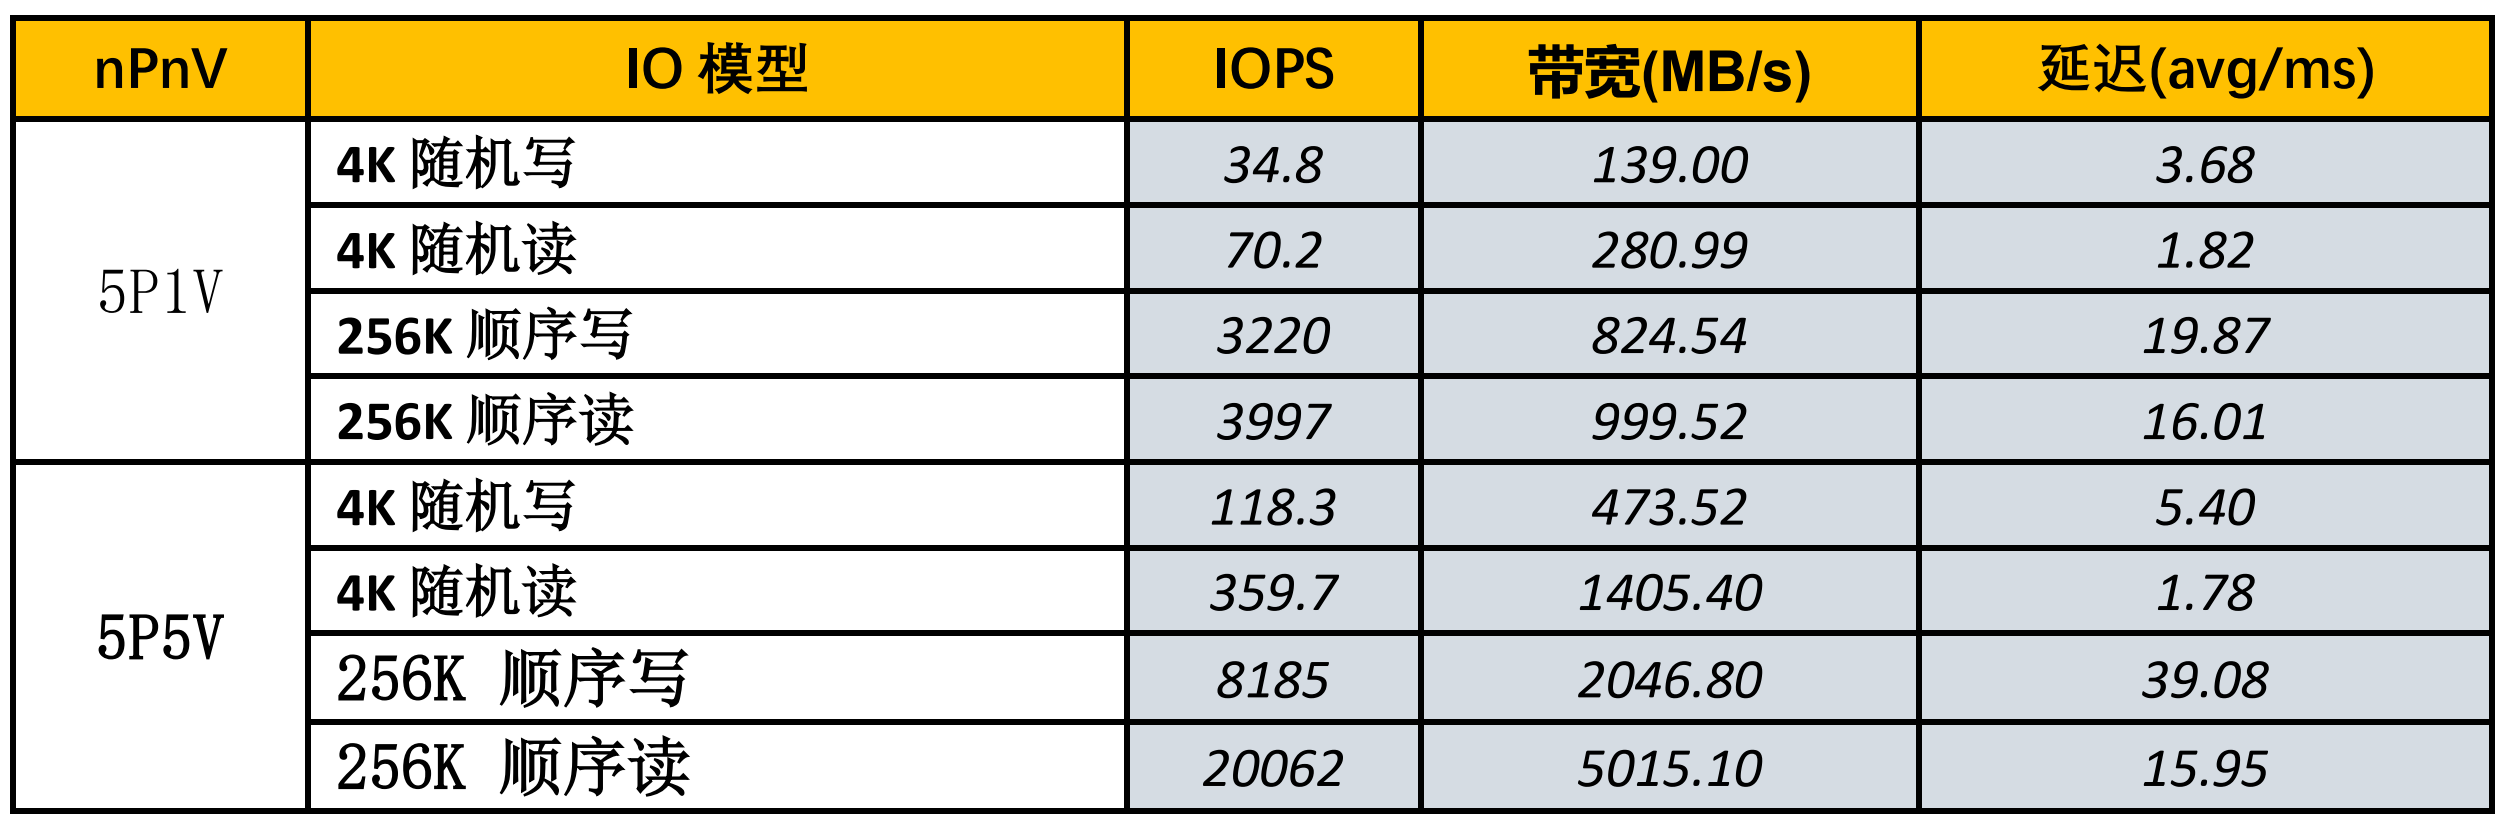 nPnV IO 模型 IOPS 带宽(MB/s) 延迟(avg/ms)
5P1V
4K 随机写 34.8 139.00 3.68
4K 随机读 70.2 280.99 1.82
256K 顺序写 3220 824.54 19.87
256K 顺序读 3997 999.52 16.01
5P5V
4K 随机写 118.3 473.52 5.40
4K 随机读 359.7 1405.40 1.78
256K 顺序写 8185 2046.80 39.08
256K 顺序读 20062 5015.10 15.95